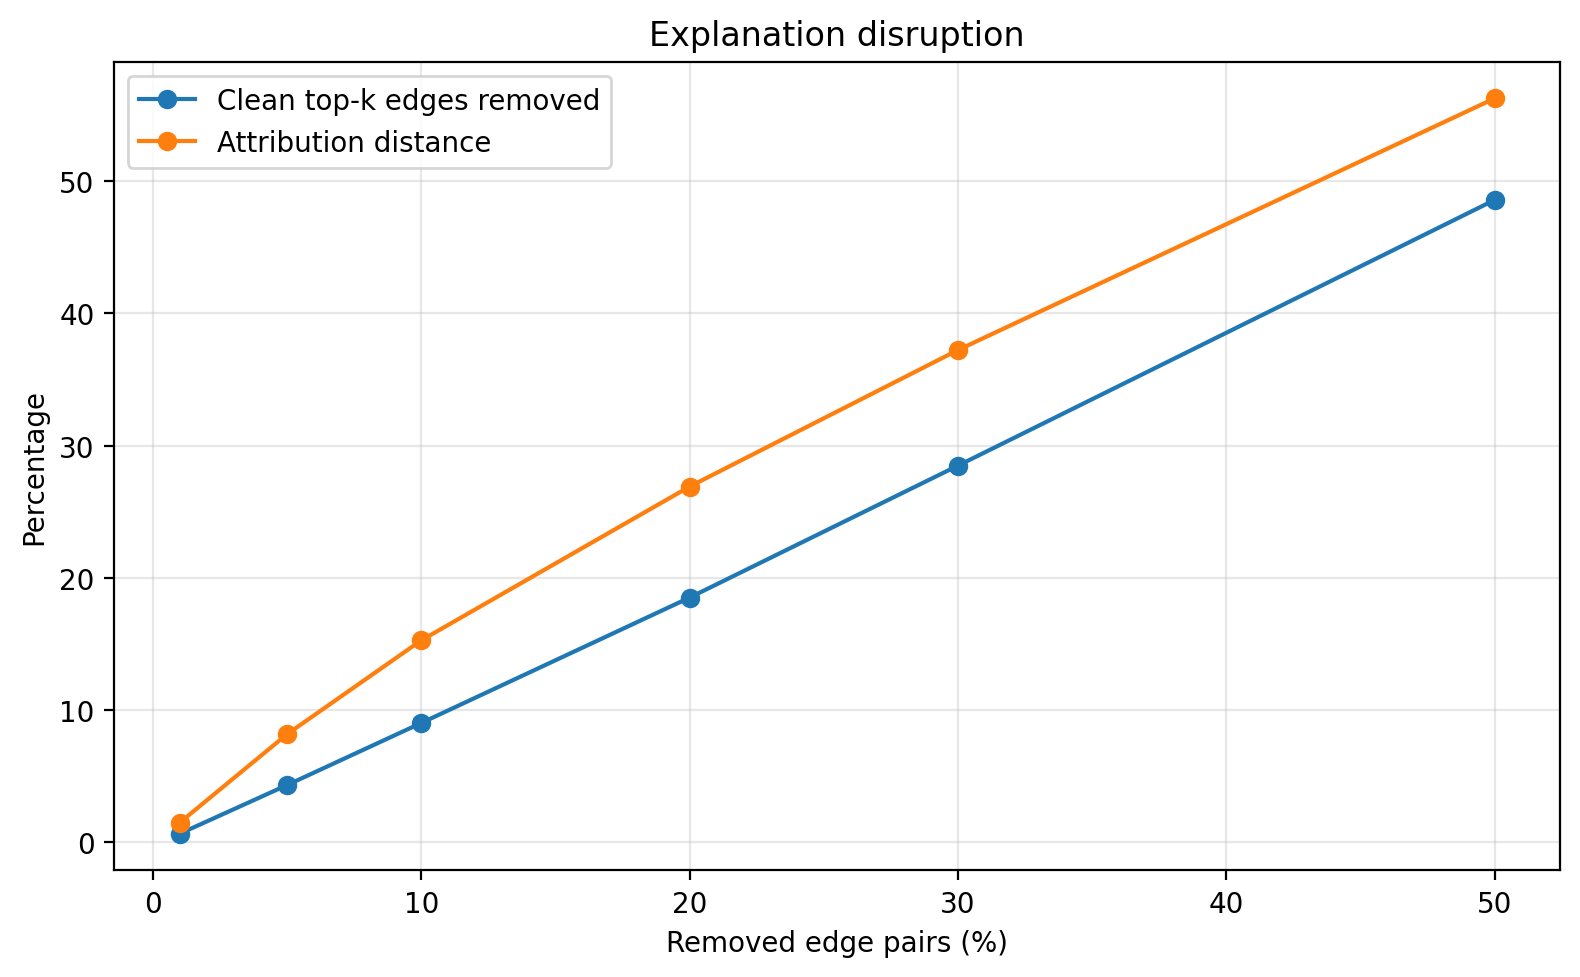 Explanation disruption
Clean top-k edges removed
Attribution distance
Percentage
50
40
30
20
10
0
0 10 20 30 40 50
Removed edge pairs (%)